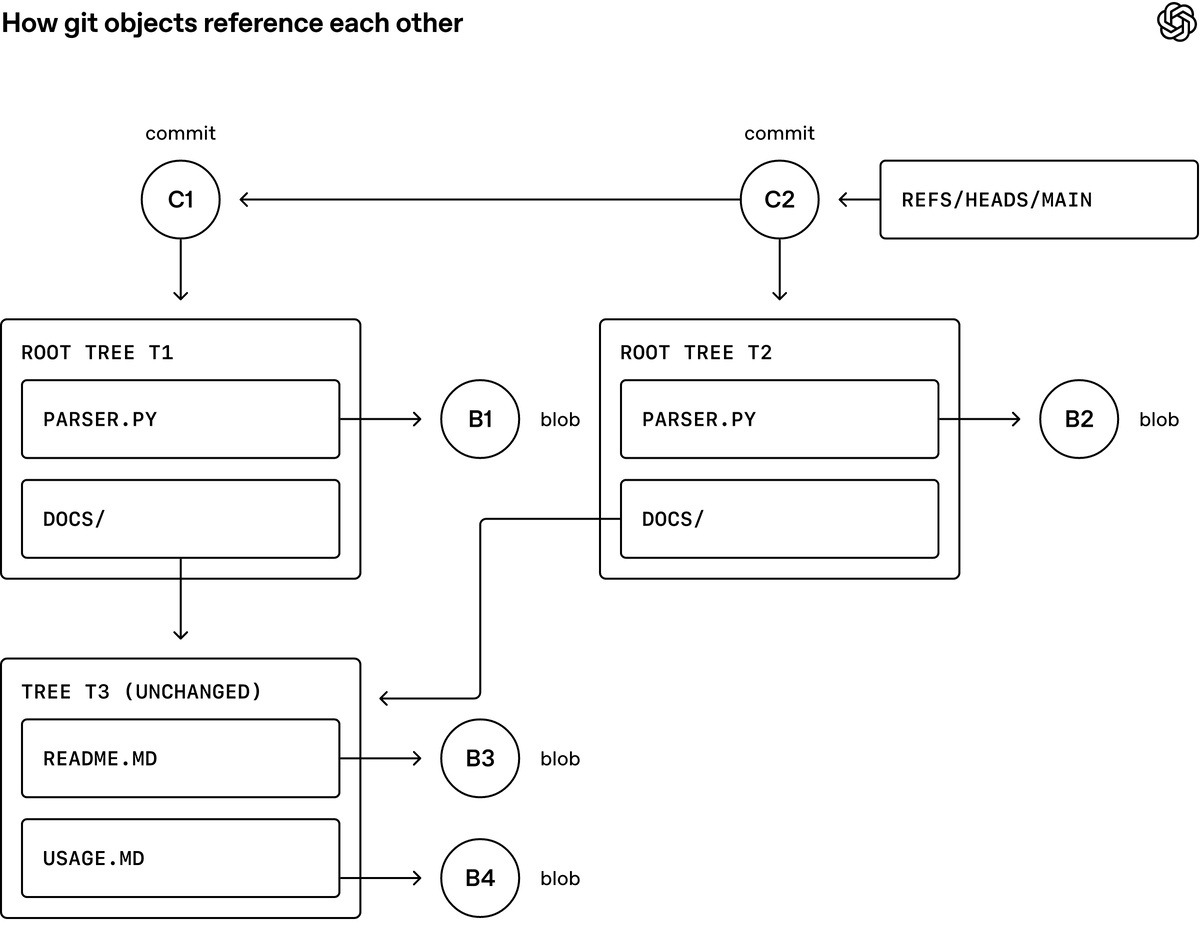 How git objects reference each other
commit
commit
C1
C2
REFS/HEADS/MAIN
ROOT TREE T1
ROOT TREE T2
PARSER.PY
B1
blob
PARSER.PY
B2
blob
DOCS/
DOCS/
TREE T3 (UNCHANGED)
README.MD
B3
blob
USAGE.MD
B4
blob